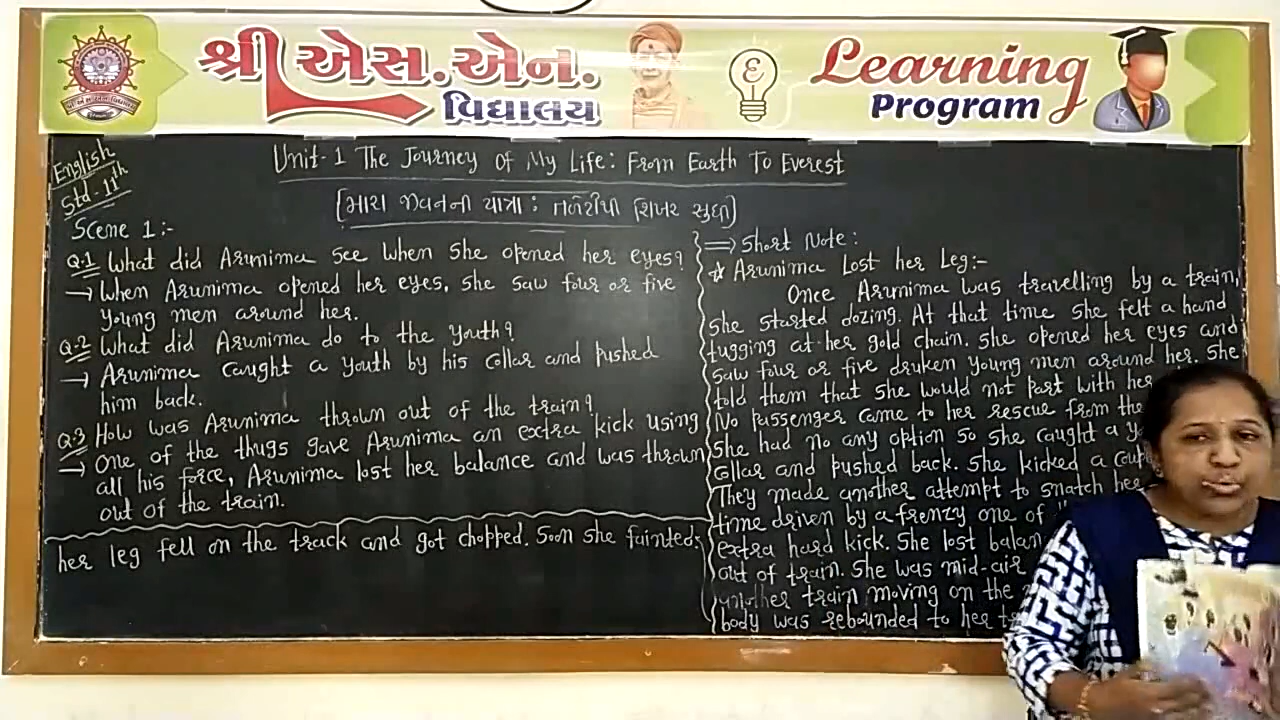 શ્રી એસ.એન.
વિદ્યાલય
Learning
Program
English
Std-11th
Unit-1 The Journey Of My Life: From Earth To Everest
[મારા જીવનની યાત્રા: તળેટીથી શિખર સુધી]
Scene 1:-
Q.1 What did Arunima see when she opened her eyes?
→ When Arunima opened her eyes, she saw four or five
young men around her.
Q.2 What did Arunima do to the youth?
→ Arunima caught a youth by his collar and pushed
him back.
Q.3 How was Arunima thrown out of the train?
→ One of the thugs gave Arunima an extra kick using
all his force, Arunima lost her balance and was thrown
out of the train.
⇒ Short Note:
☆ Arunima Lost her Leg:-
Once Arunima was travelling by a train,
she started dozing. At that time she felt a hand
tugging at her gold chain. She opened her eyes and
saw four or five druken young men around her. She
told them that she would not part with her
No passenger came to her rescue from the
She had no any option so she caught a
collar and pushed back. She kicked a
They made another attempt to snatch her
time driven by a frenzy one of
extra hard kick. She lost
out of train. She was mid-air
another train moving on the
body was rebounded to her
her leg fell on the track and got chopped. Soon she fainted.